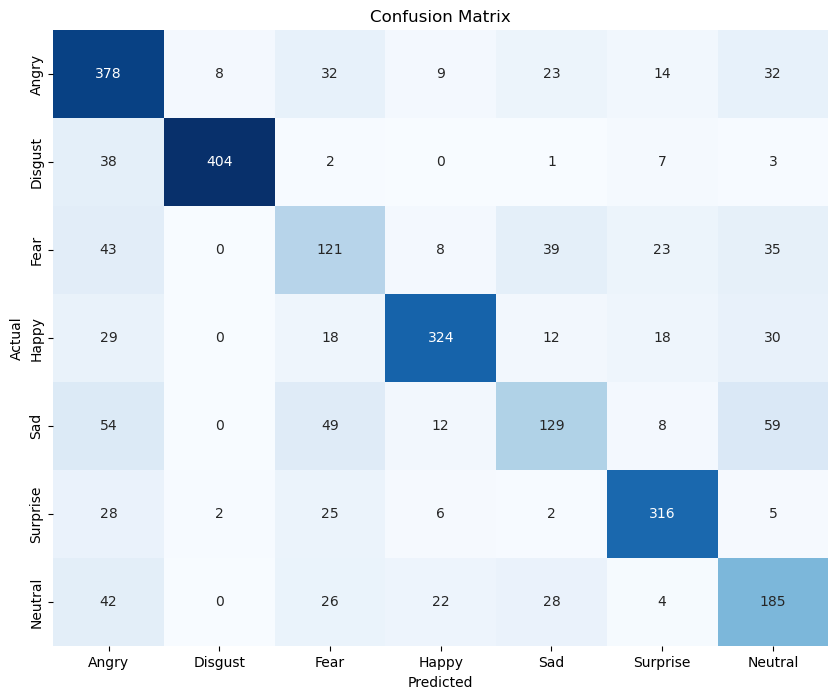 Confusion Matrix
Actual
Angry 378 8 32 9 23 14 32
Disgust 38 404 2 0 1 7 3
Fear 43 0 121 8 39 23 35
Happy 29 0 18 324 12 18 30
Sad 54 0 49 12 129 8 59
Surprise 28 2 25 6 2 316 5
Neutral 42 0 26 22 28 4 185
Angry Disgust Fear Happy Sad Surprise Neutral
Predicted